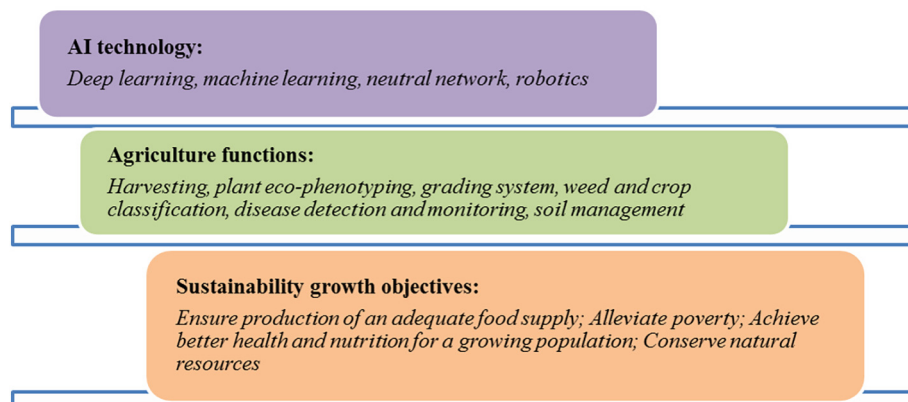 AI technology:
Deep learning, machine learning, neutral network, robotics
Agriculture functions:
Harvesting, plant eco-phenotyping, grading system, weed and crop
classification, disease detection and monitoring, soil management
Sustainability growth objectives:
Ensure production of an adequate food supply; Alleviate poverty; Achieve
better health and nutrition for a growing population; Conserve natural
resources